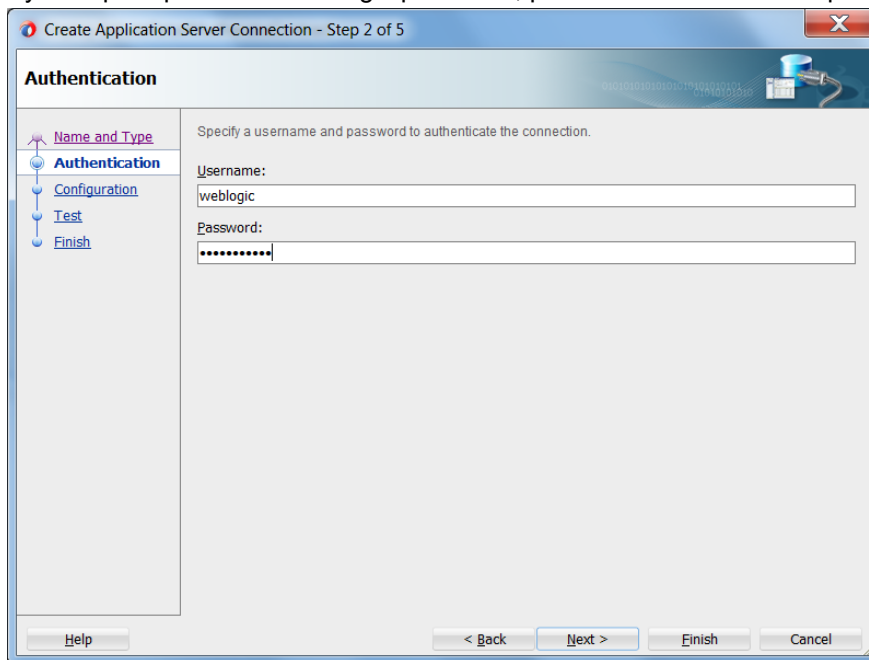 Create Application Server Connection - Step 2 of 5
Authentication
Name and Type
Authentication
Configuration
Test
Finish
Specify a username and password to authenticate the connection.
Username:
weblogic
Password:
•••••••••••
Help
< Back
Next >
Finish
Cancel